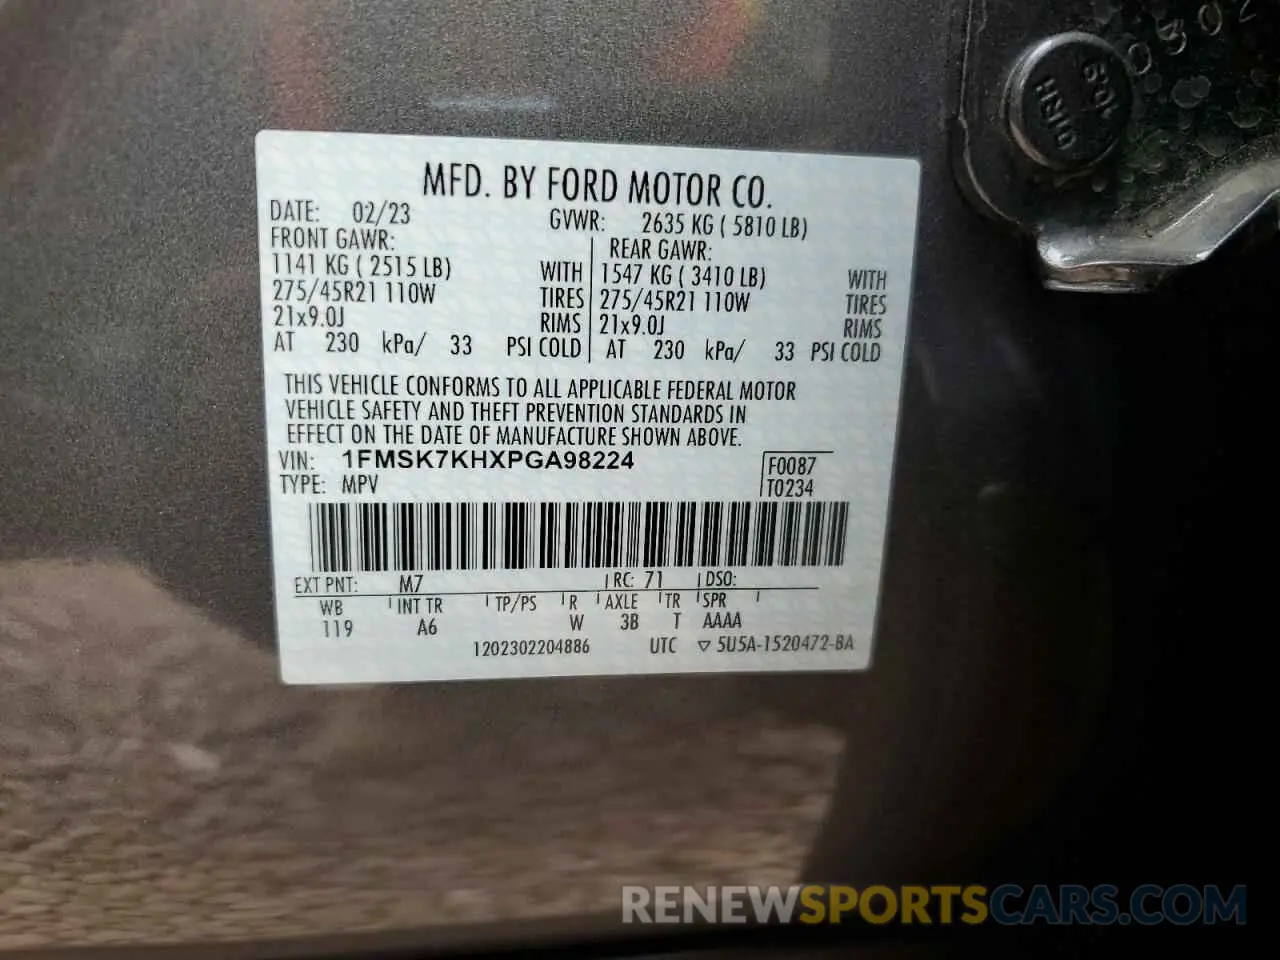 MFD. BY FORD MOTOR CO.
DATE: 02/23 GVWR: 2635 KG ( 5810 LB)
FRONT GAWR: REAR GAWR:
1141 KG ( 2515 LB) WITH 1547 KG ( 3410 LB) WITH
275/45R21 110W TIRES 275/45R21 110W TIRES
21x9.0J RIMS 21x9.0J RIMS
AT 230 kPa/ 33 PSI COLD AT 230 kPa/ 33 PSI COLD
THIS VEHICLE CONFORMS TO ALL APPLICABLE FEDERAL MOTOR
VEHICLE SAFETY AND THEFT PREVENTION STANDARDS IN
EFFECT ON THE DATE OF MANUFACTURE SHOWN ABOVE.
VIN: 1FMSK7KHXPGA98224 F0087
TYPE: MPV T0234
EXT PNT: M7 RC: 71 DSO:
WB INT TR TP/PS R AXLE TR SPR
119 A6 W 3B T AAAA
1202302204886 UTC ▽ 5U5A-1520472-BA
10.9
RENEWSPORTSCARS.COM